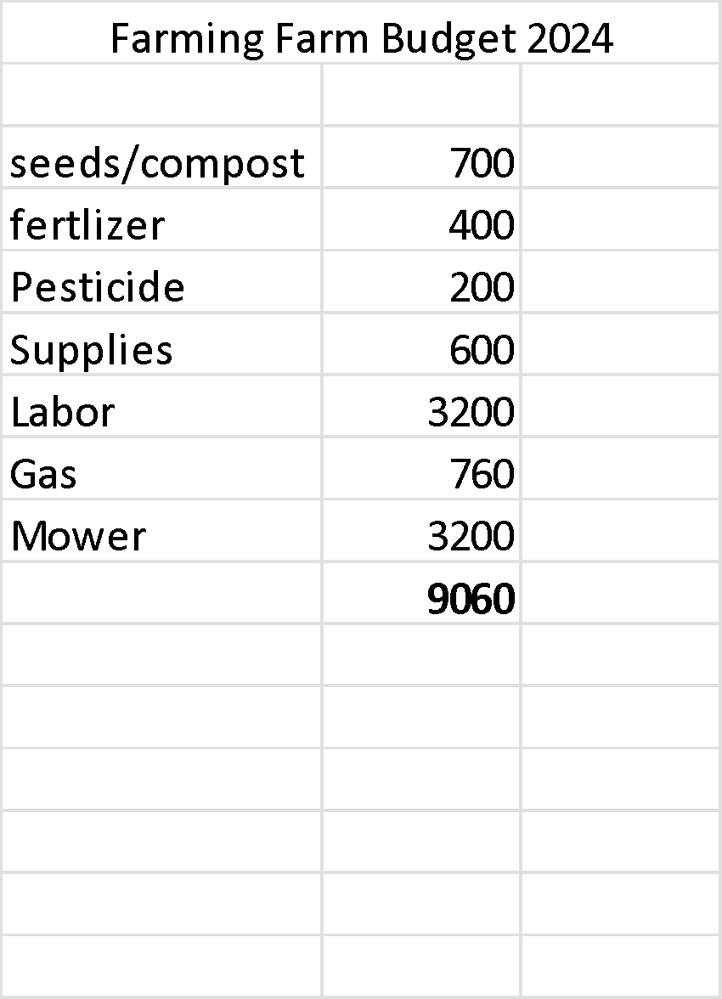 Farming Farm Budget 2024
seeds/compost 700
fertlizer 400
Pesticide 200
Supplies 600
Labor 3200
Gas 760
Mower 3200
9060